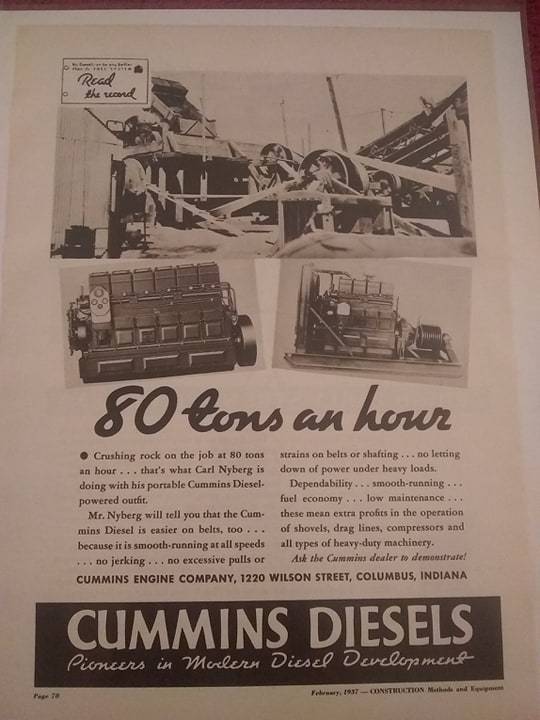 Read
the record
80 tons an hour
● Crushing rock on the job at 80 tons
an hour . . . that's what Carl Nyberg is
doing with his portable Cummins Diesel-
powered outfit.
Mr. Nyberg will tell you that the Cum-
mins Diesel is easier on belts, too . . .
because it is smooth-running at all speeds
. . . no jerking . . . no excessive pulls or
strains on belts or shafting . . . no letting
down of power under heavy loads.
Dependability . . . smooth-running . . .
fuel economy . . . low maintenance . . .
these mean extra profits in the operation
of shovels, drag lines, compressors and
all types of heavy-duty machinery.
Ask the Cummins dealer to demonstrate!
CUMMINS ENGINE COMPANY, 1220 WILSON STREET, COLUMBUS, INDIANA
CUMMINS DIESELS
Pioneers in Modern Diesel Development
Page 70
February, 1937 — CONSTRUCTION Methods and Equipment